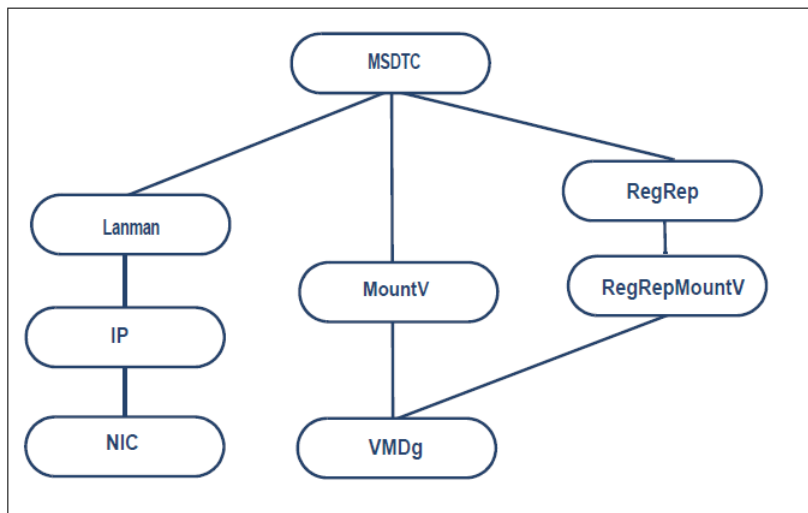 MSDTC
RegRep
Lanman
MountV
RegRepMountV
IP
NIC
VMDg